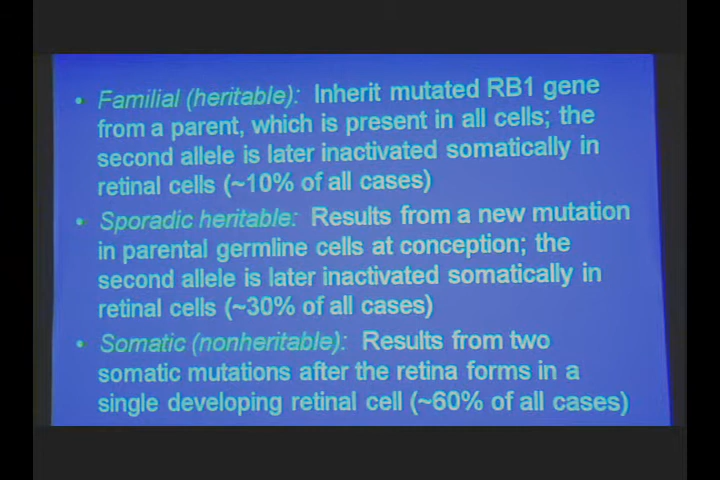 • Familial (heritable): Inherit mutated RB1 gene
from a parent, which is present in all cells; the
second allele is later inactivated somatically in
retinal cells (~10% of all cases)
• Sporadic heritable: Results from a new mutation
in parental germline cells at conception; the
second allele is later inactivated somatically in
retinal cells (~30% of all cases)
• Somatic (nonheritable): Results from two
somatic mutations after the retina forms in a
single developing retinal cell (~60% of all cases)